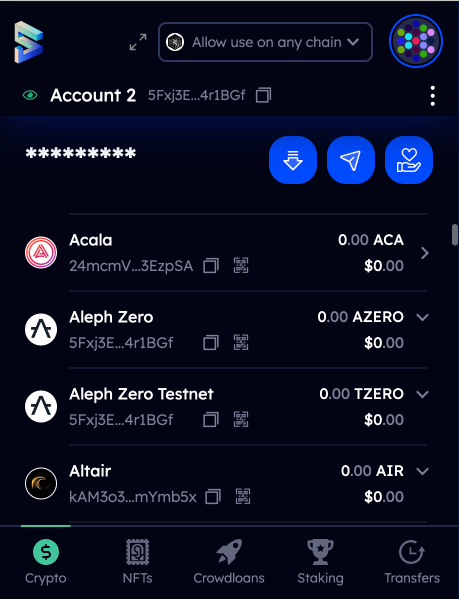 Allow use on any chain
Account 2 5Fxj3E...4r1BGf
*********
Acala 0.00 ACA
24mcmV...3EzpSA $0.00
Aleph Zero 0.00 AZERO
5Fxj3E...4r1BGf $0.00
Aleph Zero Testnet 0.00 TZERO
5Fxj3E...4r1BGf $0.00
Altair 0.00 AIR
kAM3o3...mYmb5x $0.00
Crypto NFTs Crowdloans Staking Transfers